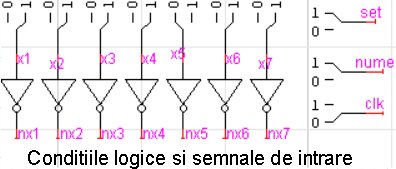 0 1 0 1 0 1 0 1 0 1 0 1 0 1
1 set
0
x1 x2 x3 x4 x5 x6 x7
1 nume
0
1 clk
0
nx1 nx2 nx3 nx4 nx5 nx6 nx7
Conditiile logice si semnale de intrare